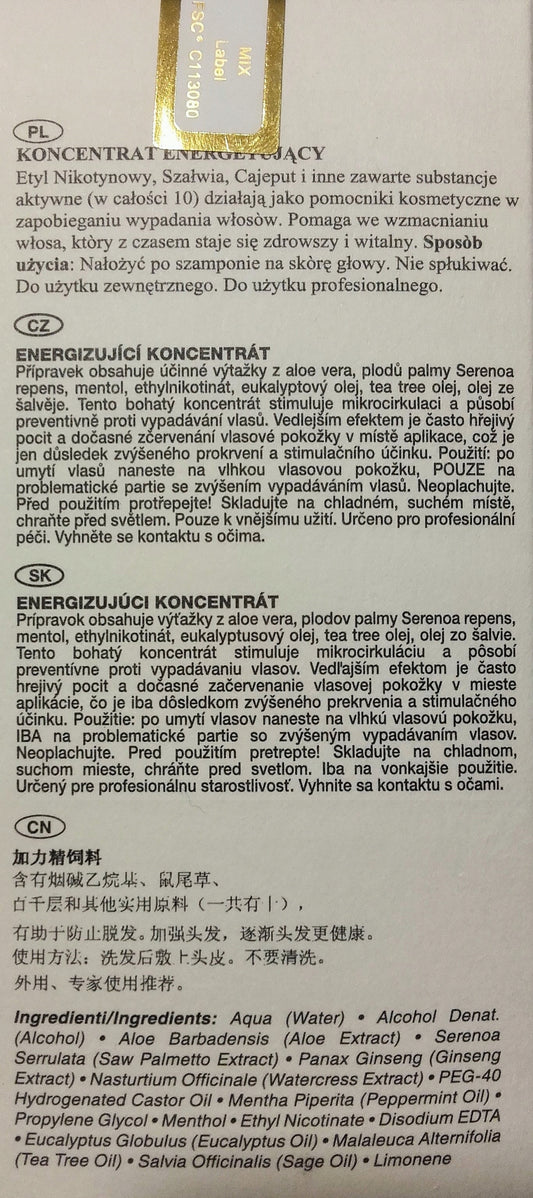 MIX
Label
FSC® C113080
PL
KONCENTRAT ENERGETUJĄCY
Etyl Nikotynowy, Szałwia, Cajeput i inne zawarte substancje
aktywne (w całości 10) działają jako pomocniki kosmetyczne w
zapobieganiu wypadania włosòw. Pomaga we wzmacnianiu
włosa, który z czasem staje się zdrowszy i witalny. Sposòb
użycia: Nałożyć po szamponie na skòrę głowy. Nie spłukiwać.
Do użytku zewnętrznego. Do użytku profesionalnego.
CZ
ENERGIZUJÍCÍ KONCENTRÁT
Přípravek obsahuje účinné výtažky z aloe vera, plodů palmy Serenoa
repens, mentol, ethylnikotinát, eukalyptový olej, tea tree olej, olej ze
šalvěje. Tento bohatý koncentrát stimuluje mikrocirkulaci a působí
preventivně proti vypadávání vlasů. Vedlejším efektem je často hřejivý
pocit a dočasné zčervenání vlasové pokožky v místě aplikace, což je
jen důsledek zvýšeného prokrvení a stimulačního účinku. Použití: po
umytí vlasů naneste na vlhkou vlasovou pokožku, POUZE na
problematické partie se zvýšením vypadáváním vlasů. Neoplachujte.
Před použitím protřepejte! Skladujte na chladném, suchém místě,
chraňte před světlem. Pouze k vnějšímu užití. Určeno pro profesionální
péči. Vyhněte se kontaktu s očima.
SK
ENERGIZUJÚCI KONCENTRÁT
Prípravok obsahuje výťažky z aloe vera, plodov palmy Serenoa repens,
mentol, ethylnikotinát, eukalyptusový olej, tea tree olej, olej zo šalvie.
Tento bohatý koncentrát stimuluje mikrocirkuláciu a pôsobí
preventívne proti vypadávaniu vlasov. Vedľajším efektom je často
hrejivý pocit a dočasné začervenanie vlasovej pokožky v mieste
aplikácie, čo je iba dôsledkom zvýšeného prekrvenia a stimulačného
účinku. Použitie: po umytí vlasov naneste na vlhkú vlasovú pokožku,
IBA na problematické partie so zvýšeným vypadávaním vlasov.
Neoplachujte. Pred použitím pretrepte! Skladujte na chladnom,
suchom mieste, chráňte pred svetlom. Iba na vonkajšie použitie.
Určený pre profesionálnu starostlivosť. Vyhnite sa kontaktu s očami.
CN
加力精饲料
含有烟碱乙烷基、鼠尾草、
百千层和其他实用原料（一共有十），
有助于防止脱发。加强头发，逐渐头发更健康。
使用方法：洗发后敷上头皮。不要清洗。
外用、专家使用推荐。
Ingredienti/Ingredients: Aqua (Water) • Alcohol Denat.
(Alcohol) • Aloe Barbadensis (Aloe Extract) • Serenoa
Serrulata (Saw Palmetto Extract) • Panax Ginseng (Ginseng
Extract) • Nasturtium Officinale (Watercress Extract) • PEG-40
Hydrogenated Castor Oil • Mentha Piperita (Peppermint Oil) •
Propylene Glycol • Menthol • Ethyl Nicotinate • Disodium EDTA
• Eucalyptus Globulus (Eucalyptus Oil) • Malaleuca Alternifolia
(Tea Tree Oil) • Salvia Officinalis (Sage Oil) • Limonene